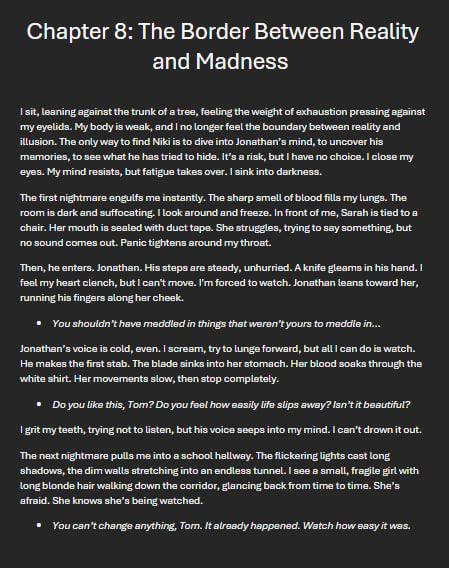 Chapter 8: The Border Between Reality
and Madness
I sit, leaning against the trunk of a tree, feeling the weight of exhaustion pressing against
my eyelids. My body is weak, and I no longer feel the boundary between reality and
illusion. The only way to find Niki is to dive into Jonathan's mind, to uncover his
memories, to see what he has tried to hide. It's a risk, but I have no choice. I close my
eyes. My mind resists, but fatigue takes over. I sink into darkness.
The first nightmare engulfs me instantly. The sharp smell of blood fills my lungs. The
room is dark and suffocating. I look around and freeze. In front of me, Sarah is tied to a
chair. Her mouth is sealed with duct tape. She struggles, trying to say something, but
no sound comes out. Panic tightens around my throat.
Then, he enters. Jonathan. His steps are steady, unhurried. A knife gleams in his hand. I
feel my heart clench, but I can't move. I'm forced to watch. Jonathan leans toward her,
running his fingers along her cheek.
• You shouldn't have meddled in things that weren't yours to meddle in...
Jonathan's voice is cold, even. I scream, try to lunge forward, but all I can do is watch.
He makes the first stab. The blade sinks into her stomach. Her blood soaks through the
white shirt. Her movements slow, then stop completely.
• Do you like this, Tom? Do you feel how easily life slips away? Isn't it beautiful?
I grit my teeth, trying not to listen, but his voice seeps into my mind. I can't drown it out.
The next nightmare pulls me into a school hallway. The flickering lights cast long
shadows, the dim walls stretching into an endless tunnel. I see a small, fragile girl with
long blonde hair walking down the corridor, glancing back from time to time. She's
afraid. She knows she's being watched.
• You can't change anything, Tom. It already happened. Watch how easy it was.